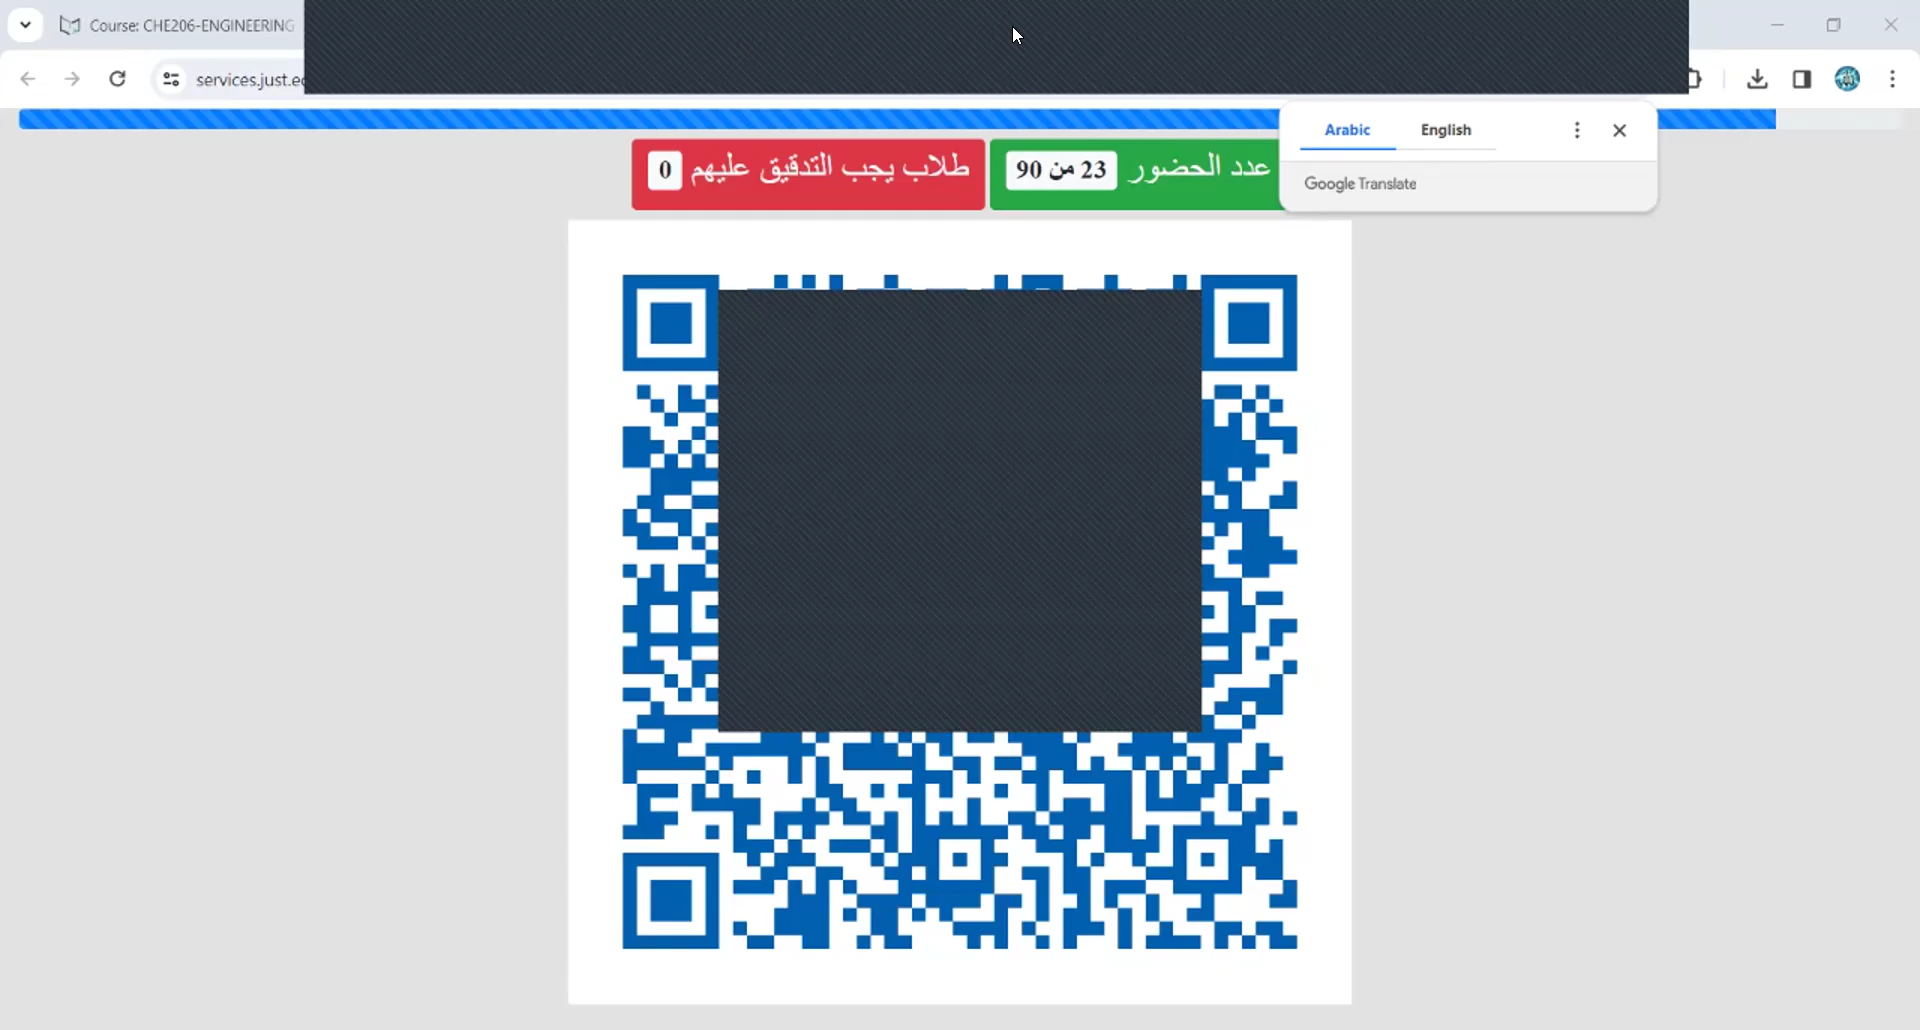 Course: CHE206-ENGINEERING
services.just.ec
Arabic English
Google Translate
عدد الحضور 23 من 90
طلاب يجب التدقيق عليهم 0